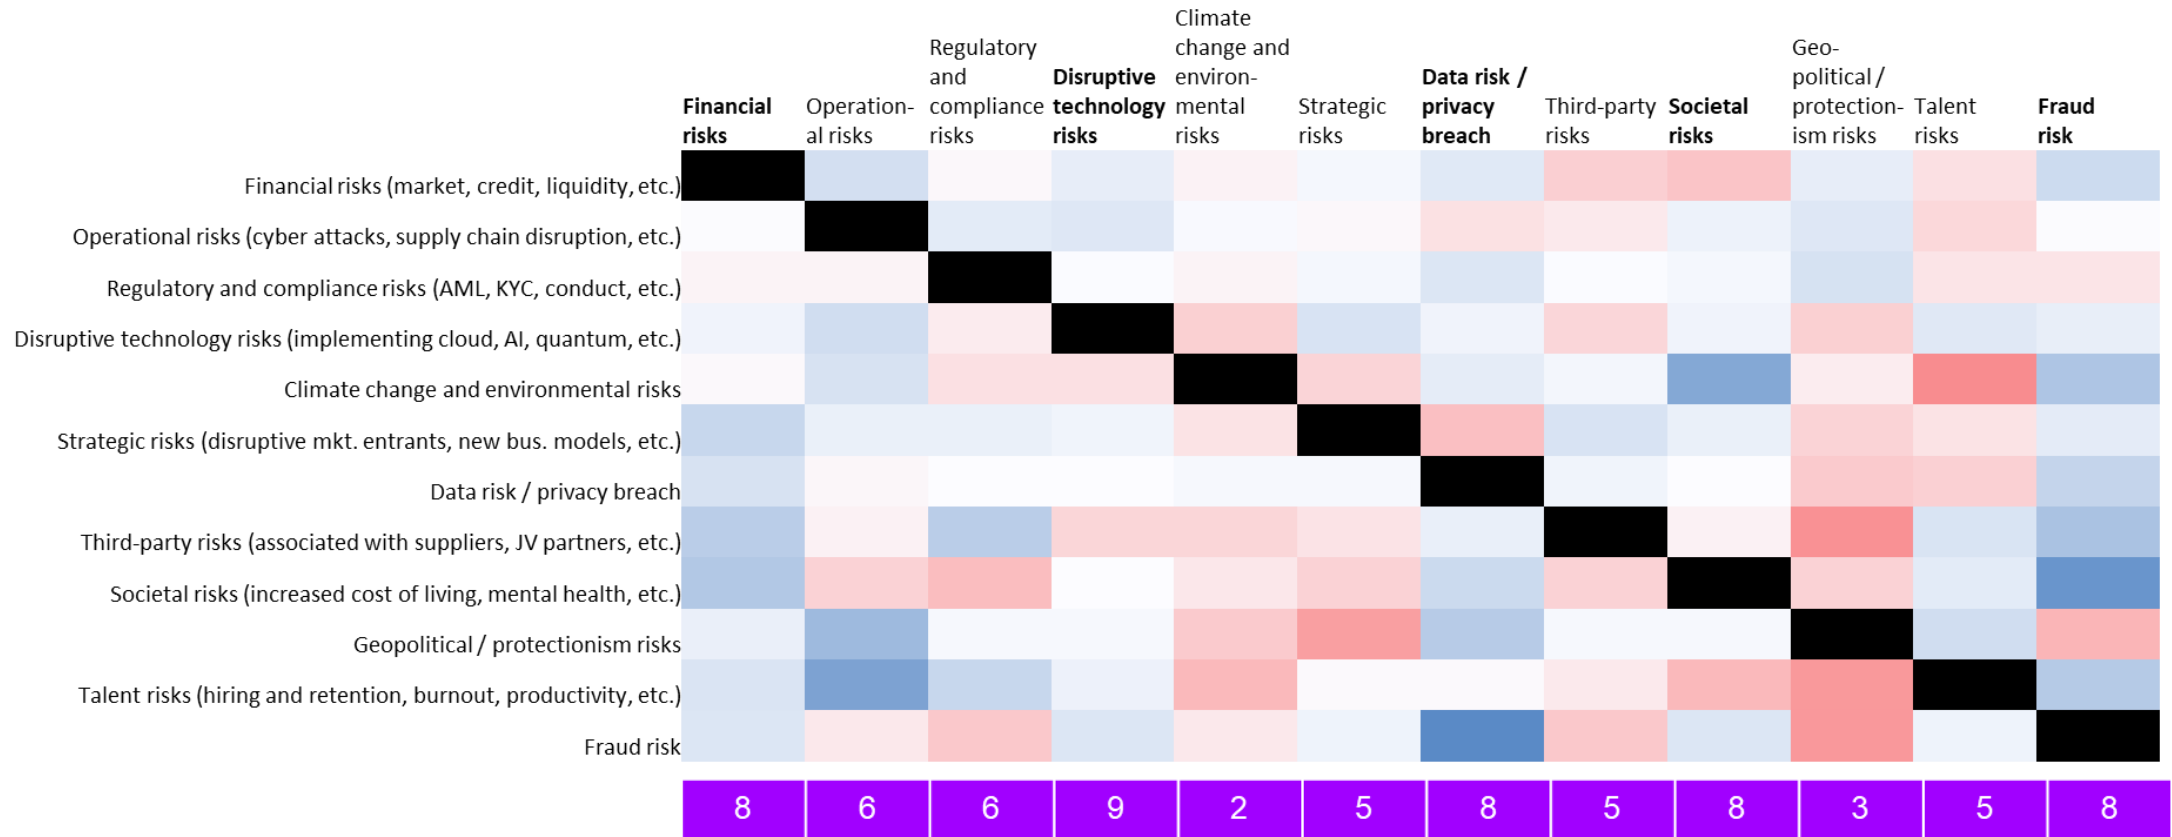 Financial
risks
Operation-
al risks
Regulatory
and
compliance
risks
Disruptive
technology
risks
Climate
change and
environ-
mental
risks
Strategic
risks
Data risk /
privacy
breach
Third-party
risks
Societal
risks
Geo-
political /
protection-
ism risks
Talent
risks
Fraud
risk
Financial risks (market, credit, liquidity, etc.)
Operational risks (cyber attacks, supply chain disruption, etc.)
Regulatory and compliance risks (AML, KYC, conduct, etc.)
Disruptive technology risks (implementing cloud, AI, quantum, etc.)
Climate change and environmental risks
Strategic risks (disruptive mkt. entrants, new bus. models, etc.)
Data risk / privacy breach
Third-party risks (associated with suppliers, JV partners, etc.)
Societal risks (increased cost of living, mental health, etc.)
Geopolitical / protectionism risks
Talent risks (hiring and retention, burnout, productivity, etc.)
Fraud risk
8 6 6 9 2 5 8 5 8 3 5 8